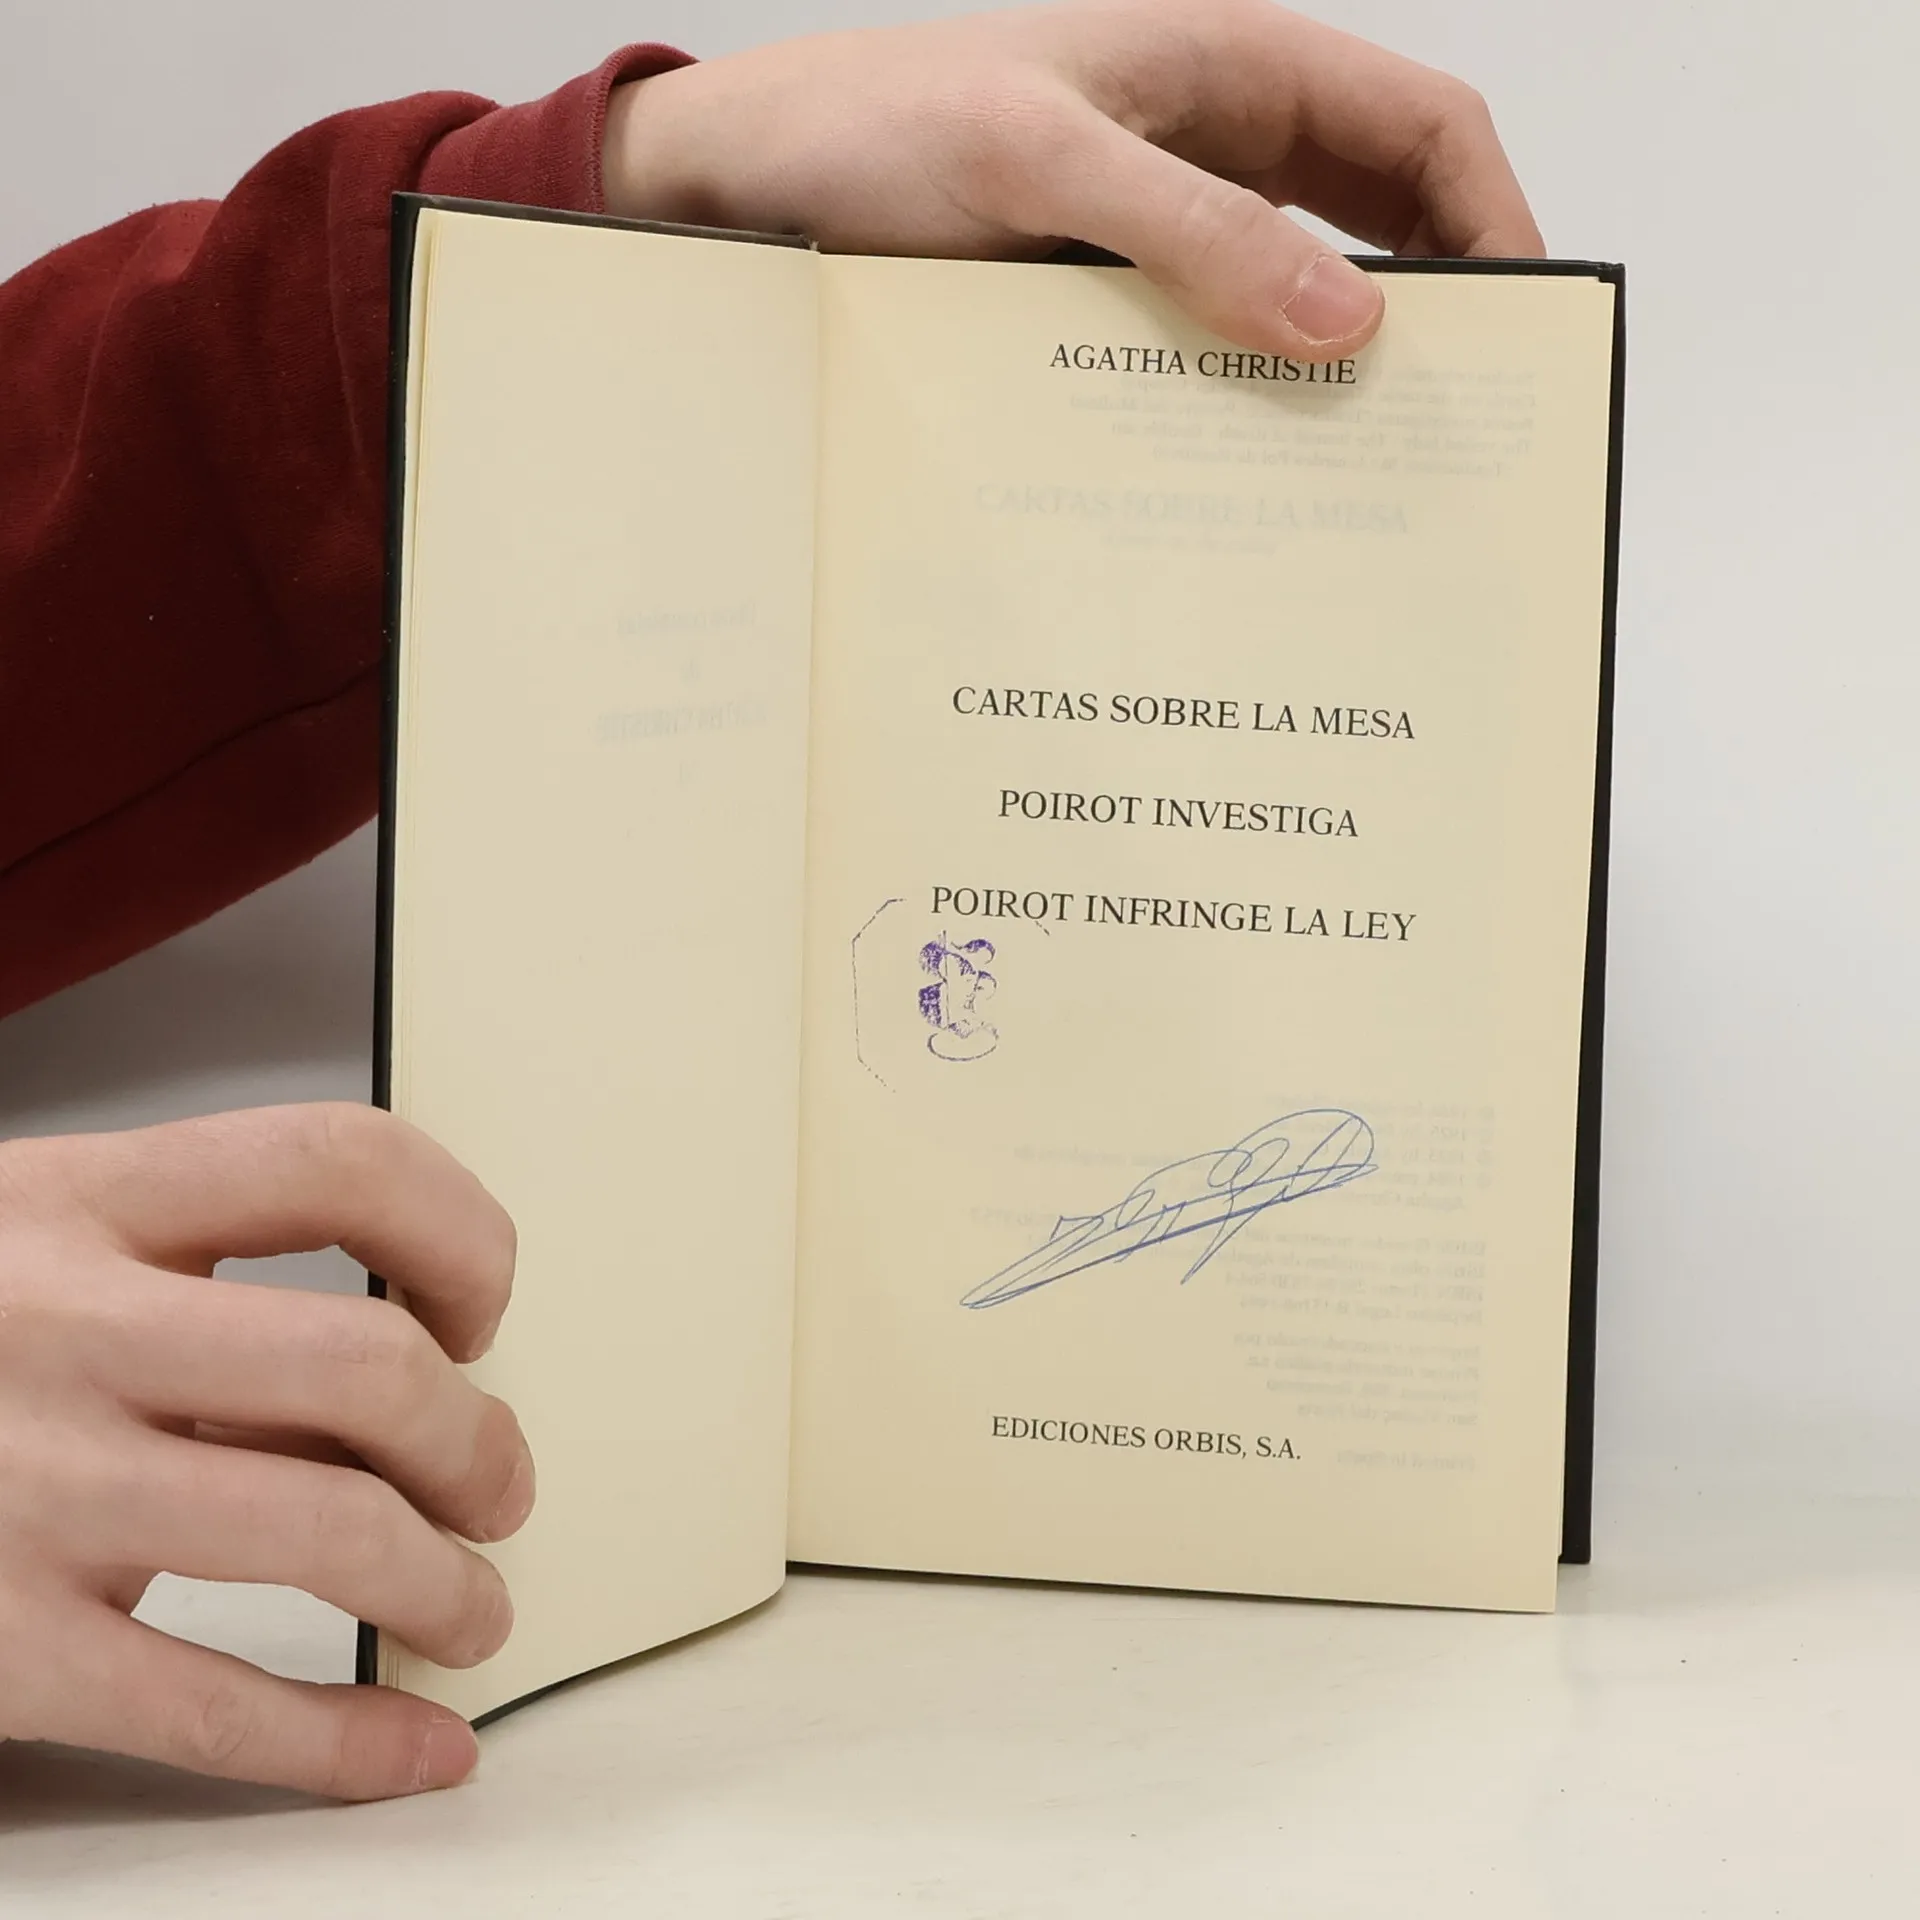 AGATHA CHRISTIE
CARTAS SOBRE LA MESA
POIROT INVESTIGA
POIROT INFRINGE LA LEY
EDICIONES ORBIS, S.A.